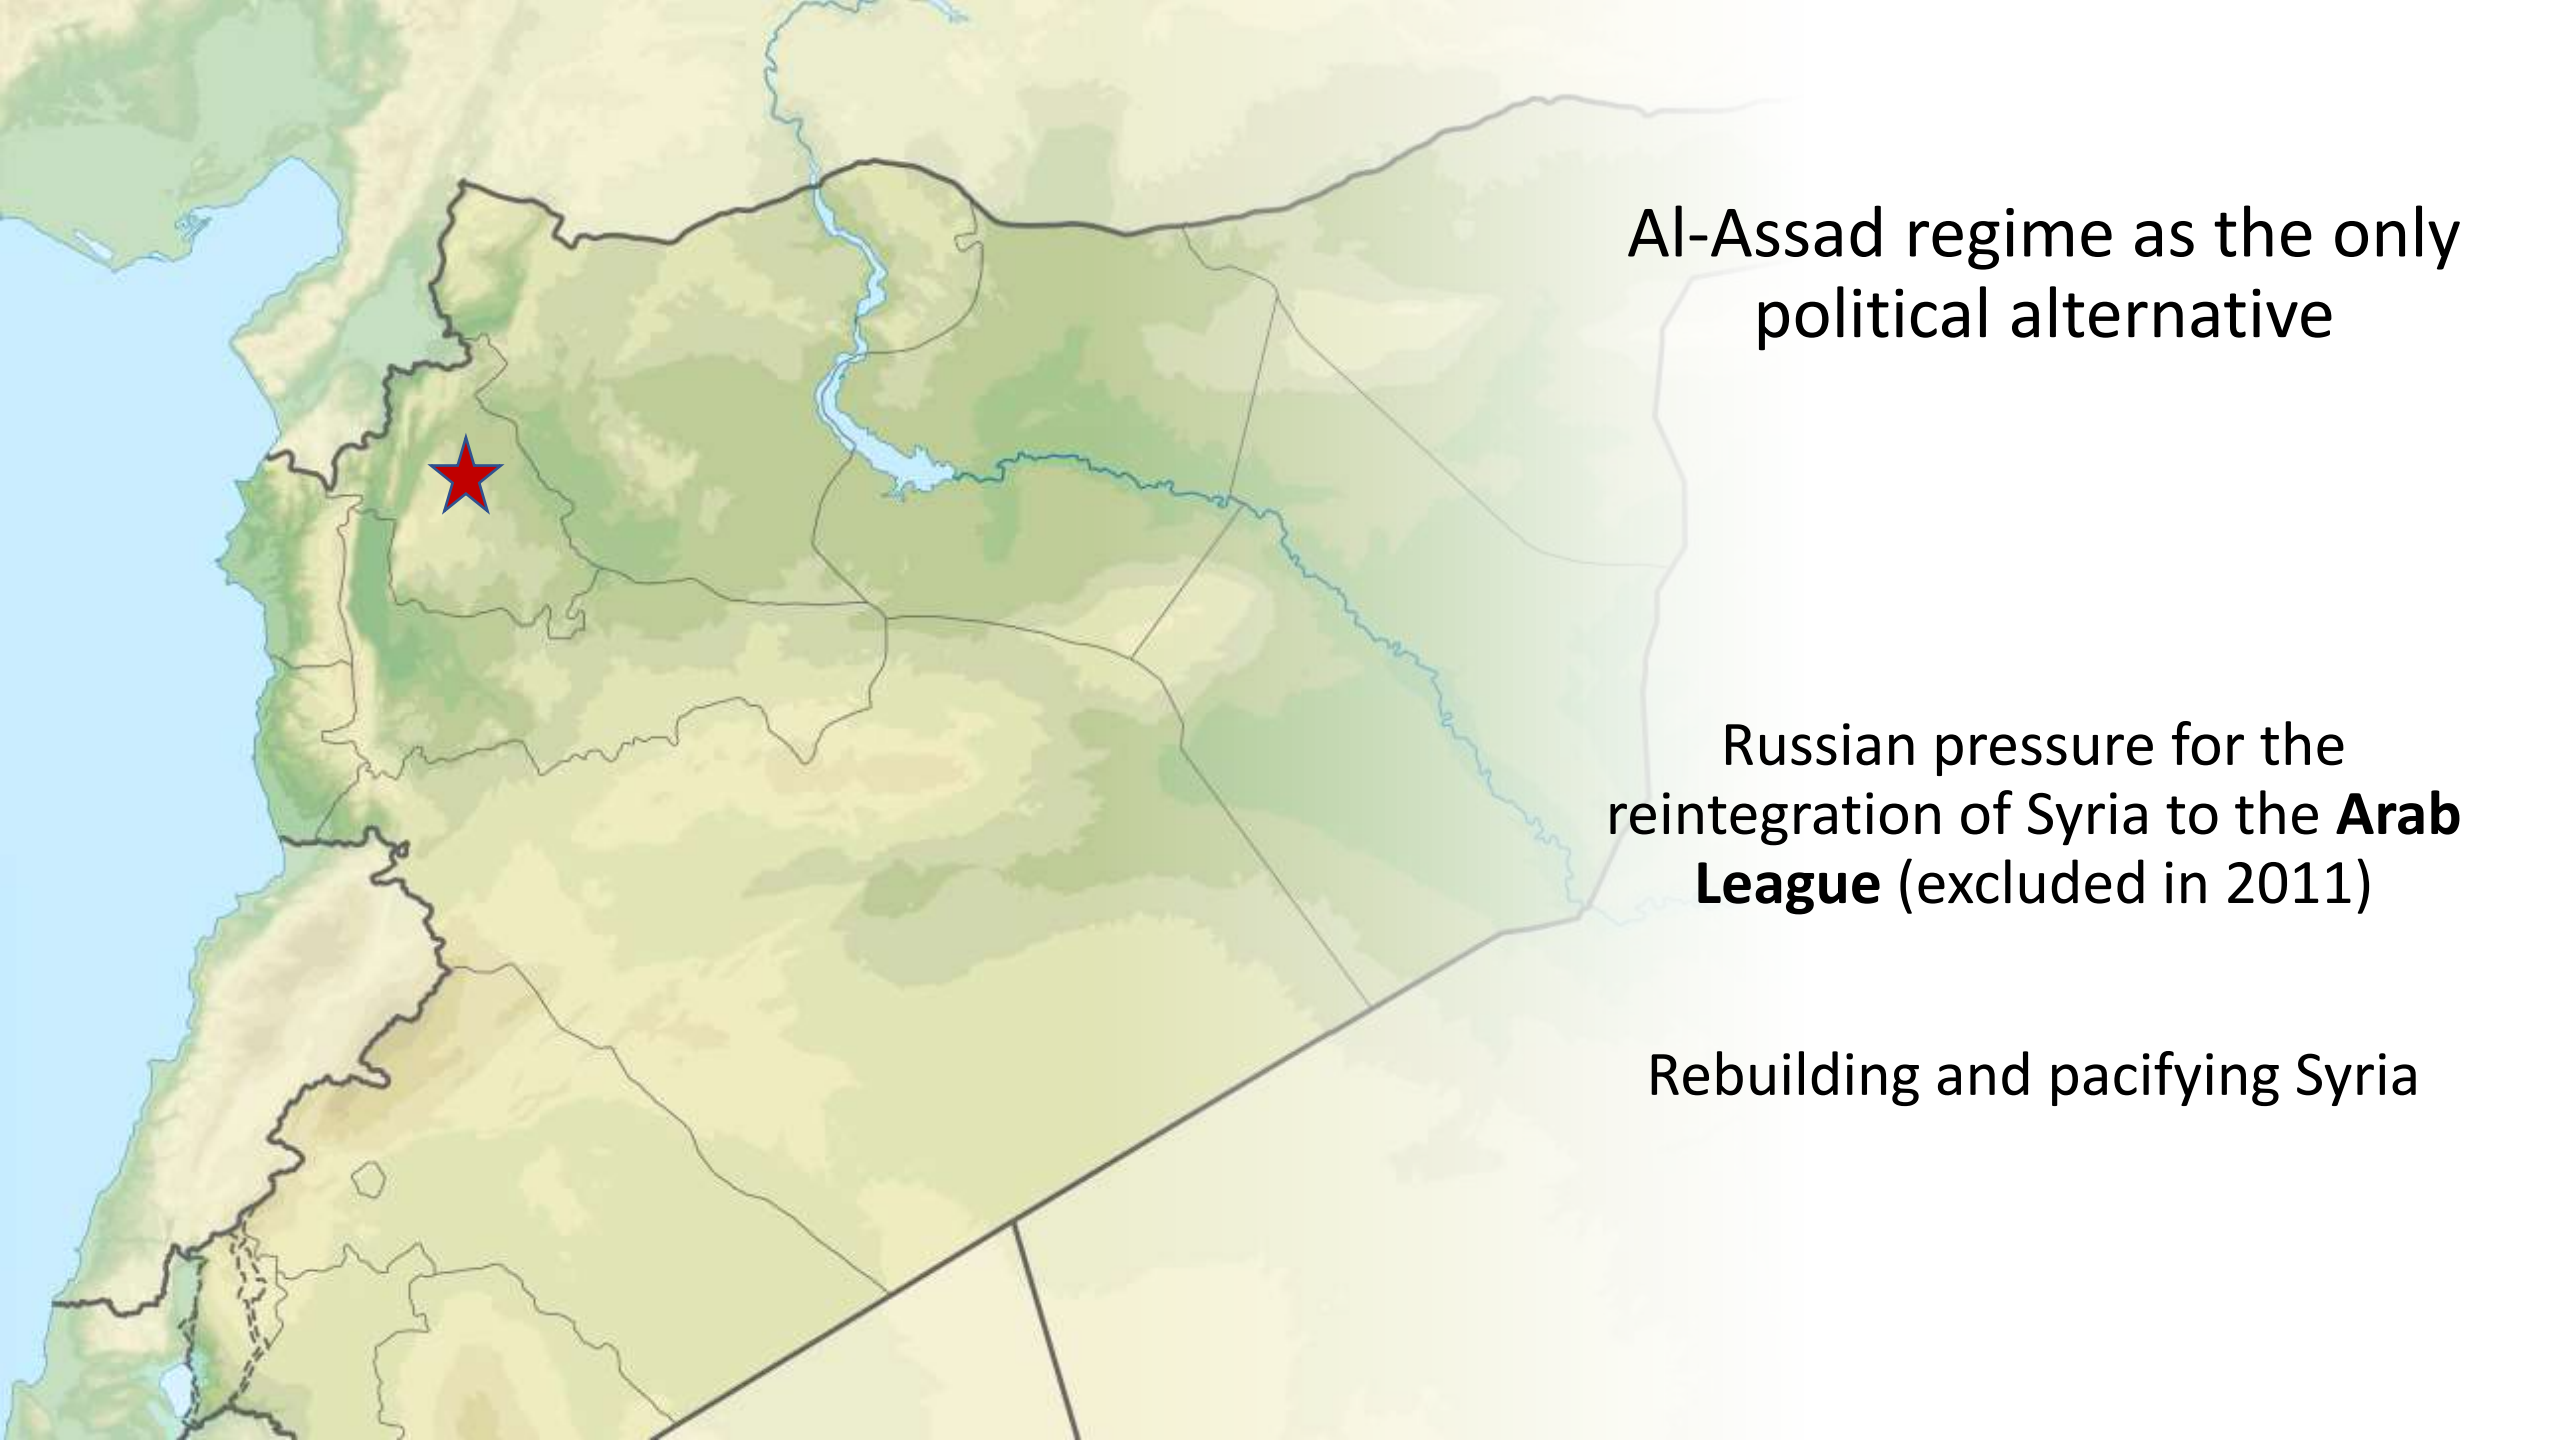 Al-Assad regime as the only
political alternative
Russian pressure for the
reintegration of Syria to the Arab
League (excluded in 2011)
Rebuilding and pacifying Syria